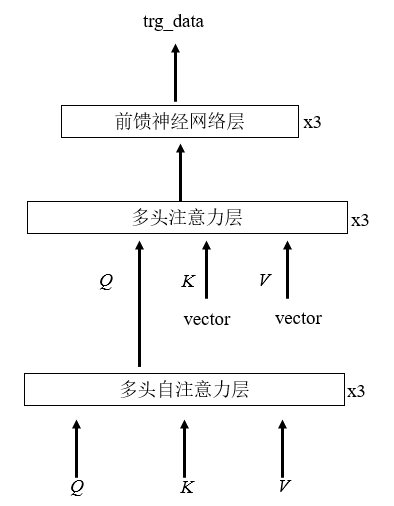 trg_data
前馈神经网络层 x3
多头注意力层 x3
Q K V
vector vector
多头自注意力层 x3
Q K V